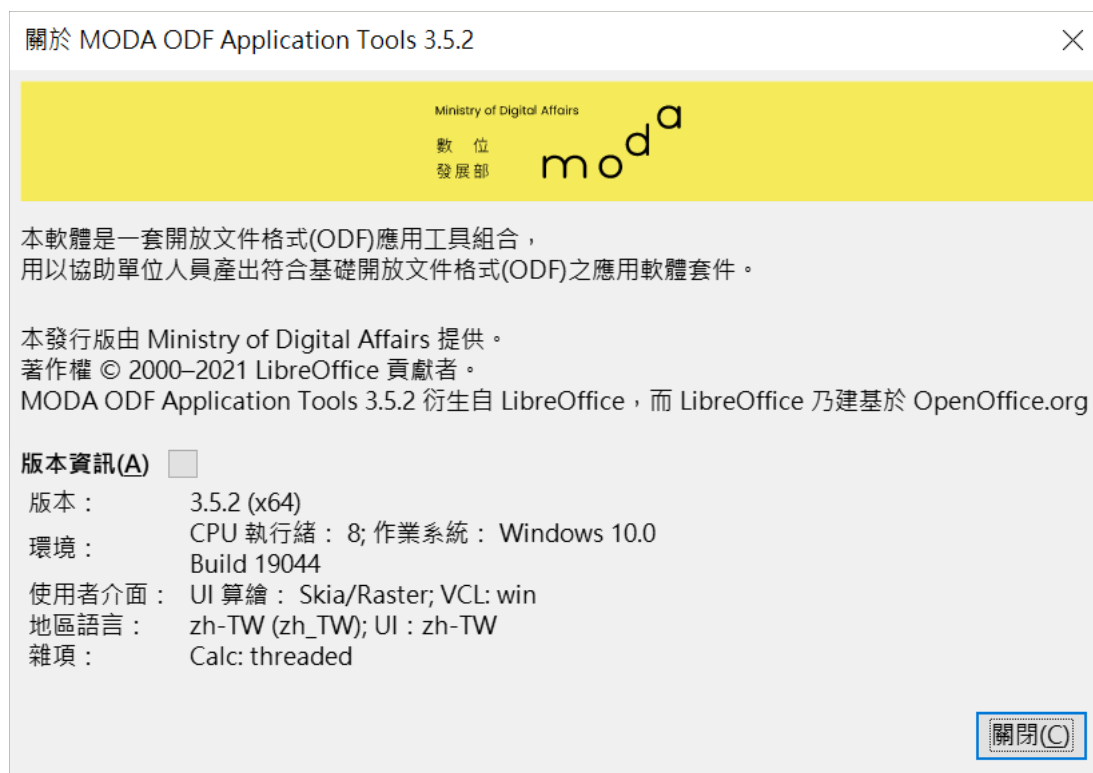 關於 MODA ODF Application Tools 3.5.2
Ministry of Digital Affairs
數位
發展部
moda
本軟體是一套開放文件格式(ODF)應用工具組合，
用以協助單位人員產出符合基礎開放文件格式(ODF)之應用軟體套件。
本發行版由 Ministry of Digital Affairs 提供。
著作權 © 2000–2021 LibreOffice 貢獻者。
MODA ODF Application Tools 3.5.2 衍生自 LibreOffice，而 LibreOffice 乃建基於 OpenOffice.org
版本資訊(A)
版本： 3.5.2 (x64)
環境： CPU 執行緒： 8; 作業系統： Windows 10.0
Build 19044
使用者介面： UI 算繪： Skia/Raster; VCL: win
地區語言： zh-TW (zh_TW); UI：zh-TW
雜項： Calc: threaded
關閉(C)